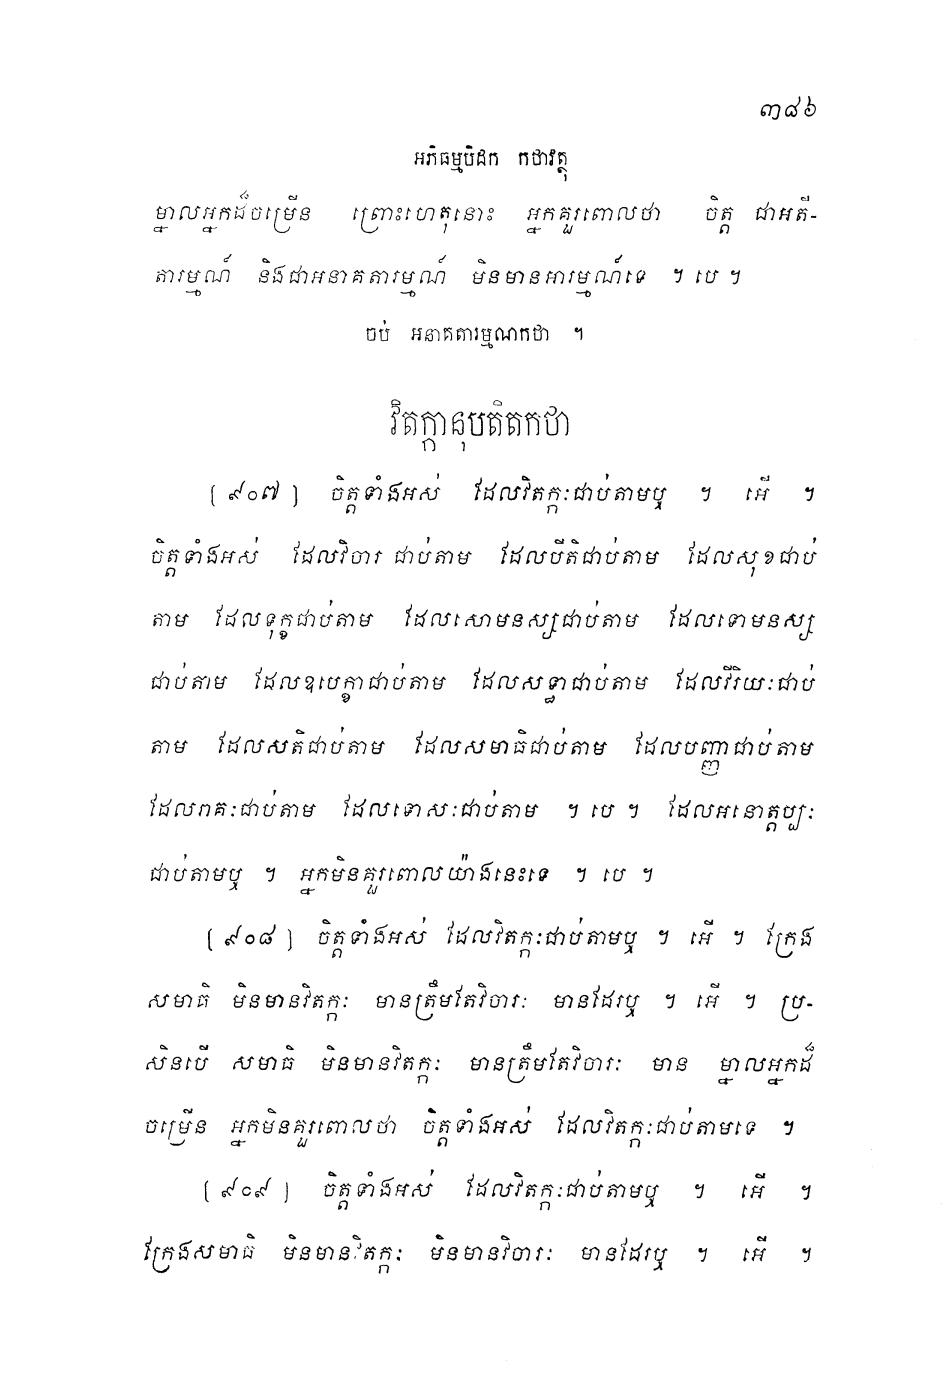 ៣៨៦
អភិធម្មបិដក កថាវត្ថុ
ម្នាលអ្នកដ៏ចម្រើន ព្រោះហេតុនោះ អ្នកគួរពោលថា ចិត្ត ជាអតី-
តារម្មណ៍ និងជាអនាគតារម្មណ៍ មិនមានអារម្មណ៍ទេ ។ បេ ។
ចប់ អនាគតារម្មណកថា ។
វិតក្កានុបតិតកថា
[ ៩០៧ ] ចិត្តទាំងអស់ ដែលវិតក្កៈជាប់តាមឬ ។ អើ ។
ចិត្តទាំងអស់ ដែលវិចារ ជាប់តាម ដែលបីតិជាប់តាម ដែលសុខជាប់
តាម ដែលទុក្ខជាប់តាម ដែលសោមនស្សជាប់តាម ដែលទោមនស្ស
ជាប់តាម ដែលឧបេក្ខាជាប់តាម ដែលសទ្ធាជាប់តាម ដែលវីរិយៈជាប់
តាម ដែលសតិជាប់តាម ដែលសមាធិជាប់តាម ដែលបញ្ញាជាប់តាម
ដែលរាគៈជាប់តាម ដែលទោសៈជាប់តាម ។ បេ ។ ដែលអនោត្តប្បៈ
ជាប់តាមឬ ។ អ្នកមិនគួរពោលយ៉ាងនេះទេ ។ បេ ។
[ ៩០៨ ] ចិត្តទាំងអស់ ដែលវិតក្កៈជាប់តាមឬ ។ អើ ។ ក្រែង
សមាធិ មិនមានវិតក្កៈ មានត្រឹមតែវិចារៈ មានដែរឬ ។ អើ ។ ប្រ-
សិនបើ សមាធិ មិនមានវិតក្កៈ មានត្រឹមតែវិចារៈ មាន ម្នាលអ្នកដ៏
ចម្រើន អ្នកមិនគួរពោលថា ចិត្តទាំងអស់ ដែលវិតក្កៈជាប់តាមទេ ។
[ ៩០៩ ] ចិត្តទាំងអស់ ដែលវិតក្កៈជាប់តាមឬ ។ អើ ។
ក្រែងសមាធិ មិនមានវិតក្កៈ មិនមានវិចារៈ មានដែរឬ ។ អើ ។